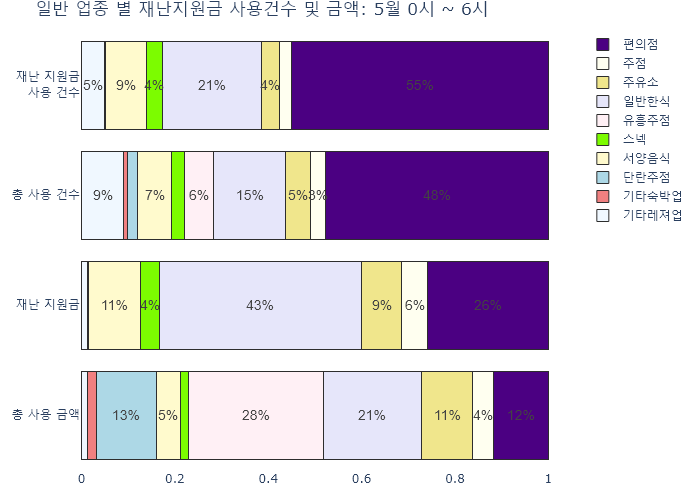 일반 업종 별 재난지원금 사용건수 및 금액: 5월 0시 ~ 6시
재난 지원금
사용 건수
5%
9%
4%
21%
4%
55%
총 사용 건수
9%
7%
6%
15%
5%
3%
48%
재난 지원금
11%
4%
43%
9%
6%
26%
총 사용 금액
13%
5%
28%
21%
11%
4%
12%
0
0.2
0.4
0.6
0.8
1
편의점
주점
주유소
일반한식
유흥주점
스넥
서양음식
단란주점
기타숙박업
기타레져업